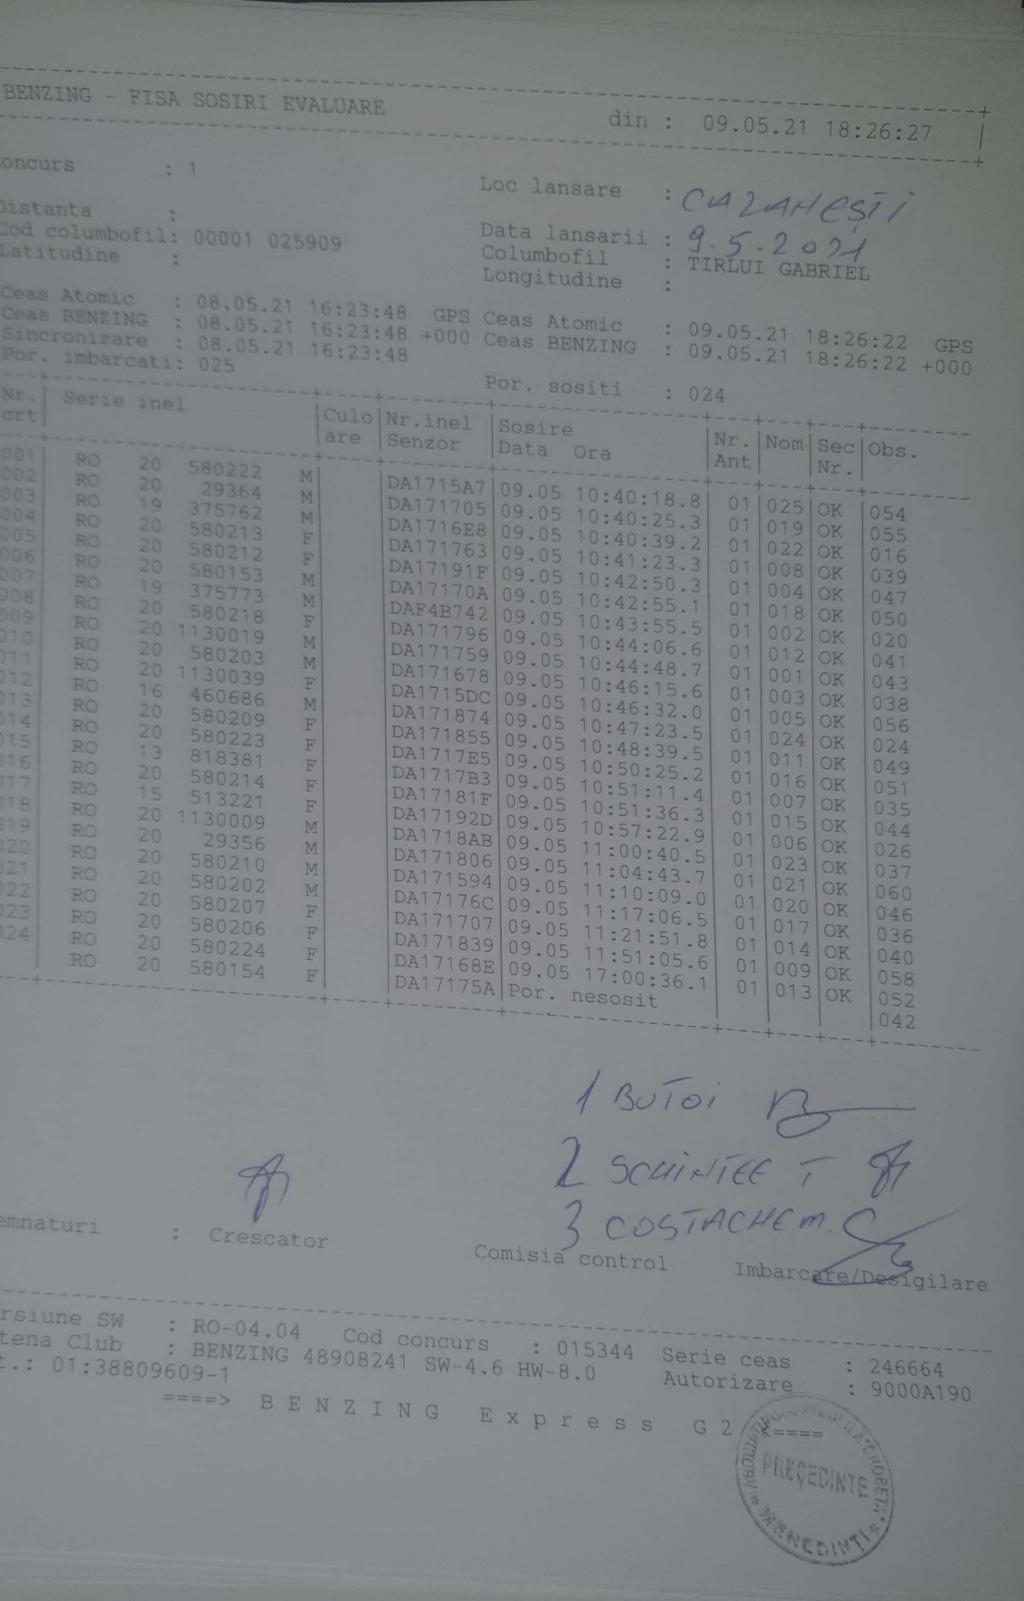 BENZING - FISA SOSIRI EVALUARE din : 09.05.21 18:26:27
oncurs : 1 Loc lansare : CAZANEȘTI
Distanta : Data lansarii : 9.5.2021
Cod columbofil: 00001 025909 Columbofil : TIRLUI GABRIEL
Latitudine : Longitudine :
Ceas Atomic : 08.05.21 16:23:48 GPS Ceas Atomic : 09.05.21 18:26:22 GPS
Ceas BENZING : 08.05.21 16:23:48 +000 Ceas BENZING : 09.05.21 18:26:22 +000
Sincronizare : 08.05.21 16:23:48
Por. imbarcati: 025 Por. sositi : 024
Nr. Serie inel Culo Nr.inel Sosire Nr. Nom Sec Obs.
crt are Senzor Data Ora Ant Nr.
001 RO 20 580222 M DA1715A7 09.05 10:40:18.8 01 025 OK 054
002 RO 20 29364 M DA171705 09.05 10:40:25.3 01 019 OK 055
003 RO 19 375762 M DA1716E8 09.05 10:40:39.2 01 022 OK 016
004 RO 20 580213 F DA171763 09.05 10:41:23.3 01 008 OK 039
005 RO 20 580212 F DA17191F 09.05 10:42:50.3 01 004 OK 047
006 RO 20 580153 M DA17170A 09.05 10:42:55.1 01 018 OK 050
007 RO 19 375773 M DAF4B742 09.05 10:43:55.5 01 002 OK 020
008 RO 20 580218 F DA171796 09.05 10:44:06.6 01 012 OK 041
009 RO 20 1130019 M DA171759 09.05 10:44:48.7 01 001 OK 043
010 RO 20 580203 M DA171678 09.05 10:46:15.6 01 003 OK 038
011 RO 20 1130039 F DA1715DC 09.05 10:46:32.0 01 005 OK 056
012 RO 16 460686 M DA171874 09.05 10:47:23.5 01 024 OK 024
013 RO 20 580209 F DA171855 09.05 10:48:39.5 01 011 OK 049
014 RO 20 580223 F DA1717E5 09.05 10:50:25.2 01 016 OK 051
015 RO 13 818381 F DA1717B3 09.05 10:51:11.4 01 007 OK 035
016 RO 20 580214 F DA17181F 09.05 10:51:36.3 01 015 OK 044
017 RO 15 513221 F DA17192D 09.05 10:57:22.9 01 006 OK 026
018 RO 20 1130009 M DA1718AB 09.05 11:00:40.5 01 023 OK 037
019 RO 20 29356 M DA171806 09.05 11:04:43.7 01 021 OK 060
020 RO 20 580210 M DA171594 09.05 11:10:09.0 01 020 OK 046
021 RO 20 580202 M DA17176C 09.05 11:17:06.5 01 017 OK 036
022 RO 20 580207 F DA171707 09.05 11:21:51.8 01 014 OK 040
023 RO 20 580206 F DA171839 09.05 11:51:05.6 01 009 OK 058
024 RO 20 580224 F DA17168E 09.05 17:00:36.1 01 013 OK 052
RO 20 580154 F DA17175A Por. nesosit 042
1 BUTOI
2 SCHINTEE T
3 COSTACHE M.
emnaturi : Crescator Comisia control Imbarcare/Desigilare
rsiune SW : RO-04.04 Cod concurs : 015344 Serie ceas : 246664
tena Club : BENZING 48908241 SW-4.6 HW-8.0 Autorizare : 9000A190
t.: 01:38809609-1
====> BENZING Express G2 <====
PREȘEDINTE
MEHEDINTI